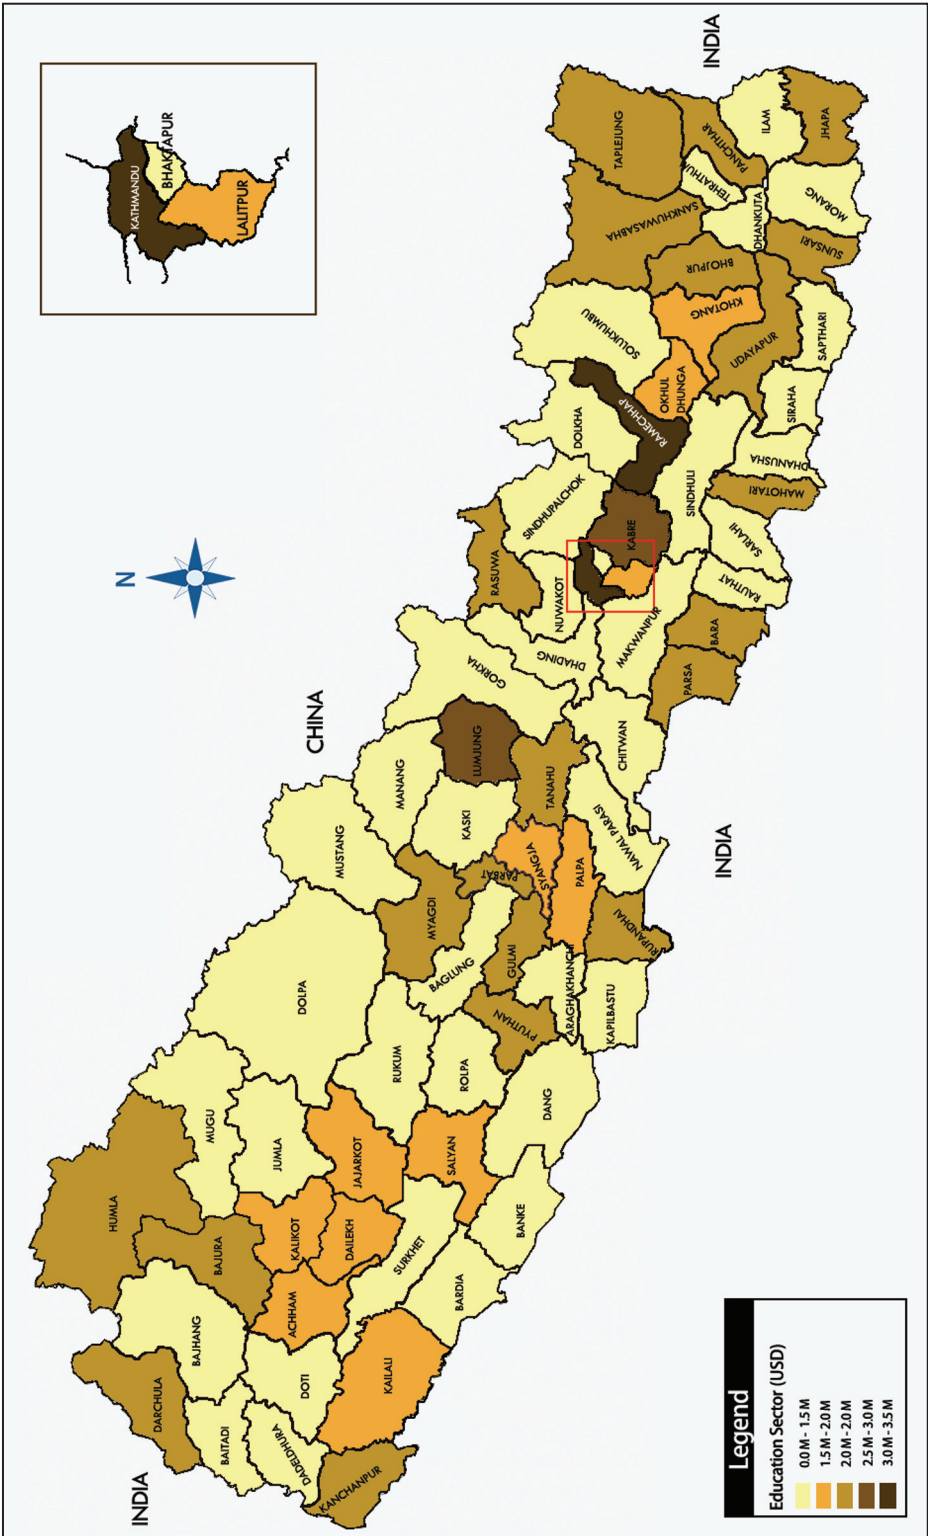 INDIA
DARCHULA
BAITADI
DADELDHURA
KANCHANPUR
BAJHANG
DOTI
KAILALI
HUMLA
BAJURA
ACHHAM
KALIKOT
DAILEKH
SURKHET
BARDIA
BANKE
MUGU
JUMLA
JAJARKOT
SALYAN
DANG
DOLPA
RUKUM
ROLPA
PYUTHAN
MUSTANG
MYAGDI
BAGLUNG
GULMI
ARAGHAKHANCHI
KAPILBASTU
PARBAT
SYANGJA
PALPA
RUPANDHAI
CHINA
MANANG
KASKI
LUMJUNG
TANAHU
NAWAL PARASI
INDIA
N
GORKHA
DHADING
CHITWAN
RASUWA
NUWAKOT
MAKWANPUR
PARSA
BARA
SINDHUPALCHOK
KABRE
RAUTHAT
SARLAHI
DOLKHA
RAMECHHAP
SINDHULI
MAHOTARI
DHANUSHA
SOLUKHUMBU
OKHUL
DHUNGA
KHOTANG
UDAYAPUR
SIRAHA
SAPTHARI
SANKHUWASABHA
BHOJPUR
DHANKUTA
SUNSARI
MORANG
TAPLEJUNG
TEHRATHUM
PANCHTHAR
ILAM
JHAPA
INDIA
KATHMANDU
BHAKTAPUR
LALITPUR
Legend
Education Sector (USD)
0.0 M - 1.5 M
1.5 M - 2.0 M
2.0 M - 2.0 M
2.5 M - 3.0 M
3.0 M - 3.5 M